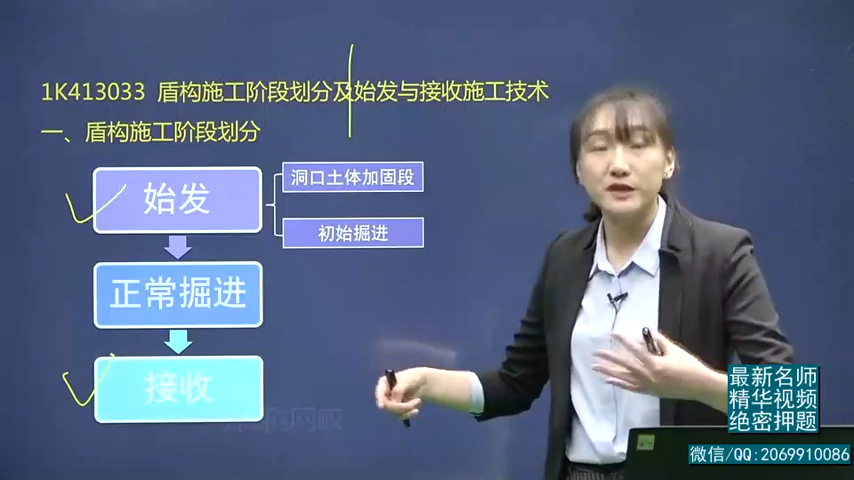 1K413033 盾构施工阶段划分及始发与接收施工技术
一、盾构施工阶段划分
始发
洞口土体加固段
初始掘进
正常掘进
接收
最新名师
精华视频
绝密押题
微信/QQ:2069910086